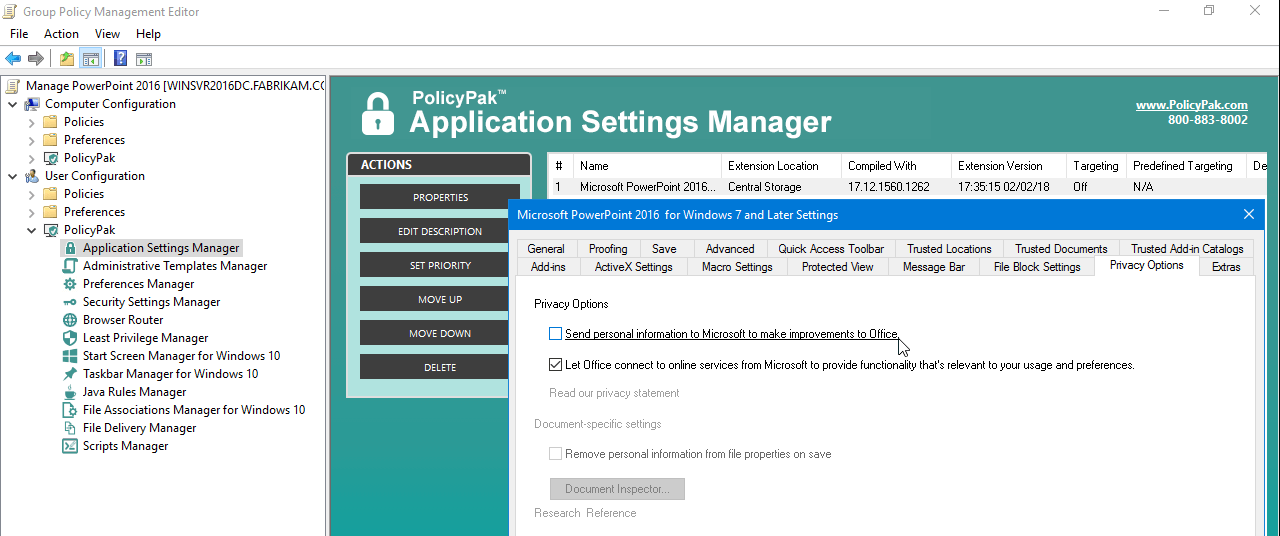 Group Policy Management Editor
File Action View Help
Manage PowerPoint 2016 [WINSVR2016DC.FABRIKAM.CO
Computer Configuration
Policies
Preferences
PolicyPak
User Configuration
Policies
Preferences
PolicyPak
Application Settings Manager
Administrative Templates Manager
Preferences Manager
Security Settings Manager
Browser Router
Least Privilege Manager
Start Screen Manager for Windows 10
Taskbar Manager for Windows 10
Java Rules Manager
File Associations Manager for Windows 10
File Delivery Manager
Scripts Manager
PolicyPak™
Application Settings Manager
www.PolicyPak.com
800-883-8002
ACTIONS
PROPERTIES
EDIT DESCRIPTION
SET PRIORITY
MOVE UP
MOVE DOWN
DELETE
# Name Extension Location Compiled With Extension Version Targeting Predefined Targeting De
1 Microsoft PowerPoint 2016... Central Storage 17.12.1560.1262 17:35:15 02/02/18 Off N/A
Microsoft PowerPoint 2016 for Windows 7 and Later Settings
General Proofing Save Advanced Quick Access Toolbar Trusted Locations Trusted Documents Trusted Add-in Catalogs
Add-ins ActiveX Settings Macro Settings Protected View Message Bar File Block Settings Privacy Options Extras
Privacy Options
Send personal information to Microsoft to make improvements to Office.
Let Office connect to online services from Microsoft to provide functionality that's relevant to your usage and preferences.
Read our privacy statement
Document-specific settings
Remove personal information from file properties on save
Document Inspector...
Research Reference